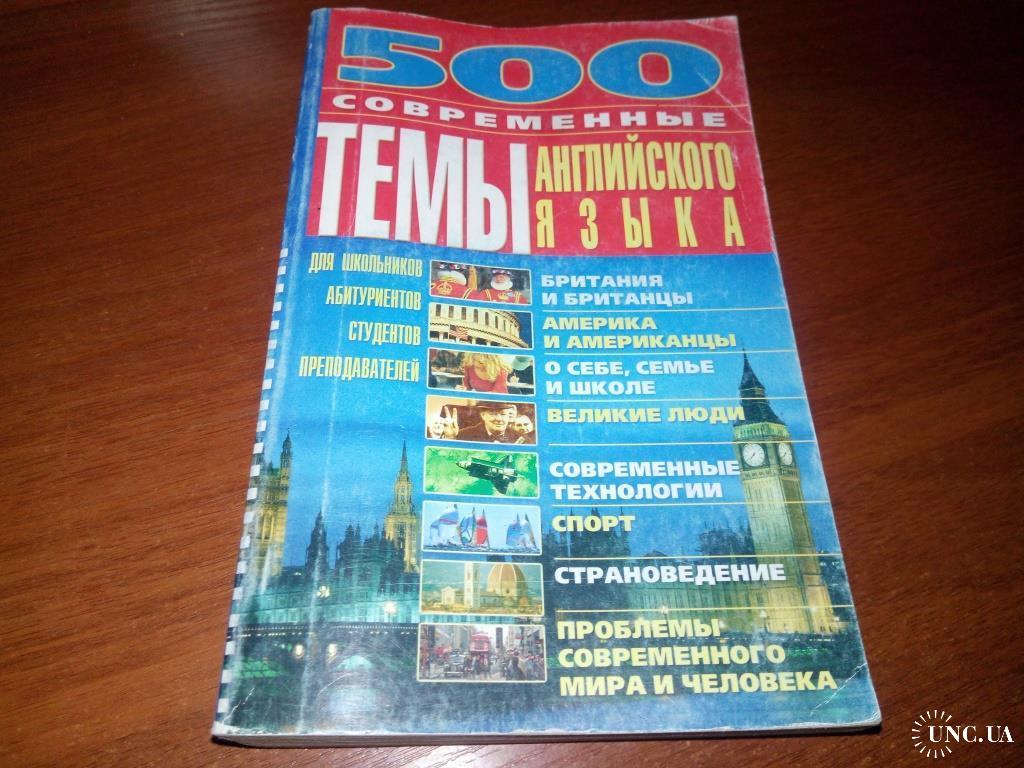 500
СОВРЕМЕННЫЕ
ТЕМЫ
АНГЛИЙСКОГО
ЯЗЫКА
ДЛЯ ШКОЛЬНИКОВ
АБИТУРИЕНТОВ
СТУДЕНТОВ
ПРЕПОДАВАТЕЛЕЙ
БРИТАНИЯ
И БРИТАНЦЫ
АМЕРИКА
И АМЕРИКАНЦЫ
О СЕБЕ, СЕМЬЕ
И ШКОЛЕ
ВЕЛИКИЕ ЛЮДИ
СОВРЕМЕННЫЕ
ТЕХНОЛОГИИ
СПОРТ
СТРАНОВЕДЕНИЕ
ПРОБЛЕМЫ
СОВРЕМЕННОГО
МИРА И ЧЕЛОВЕКА
UNC.UA